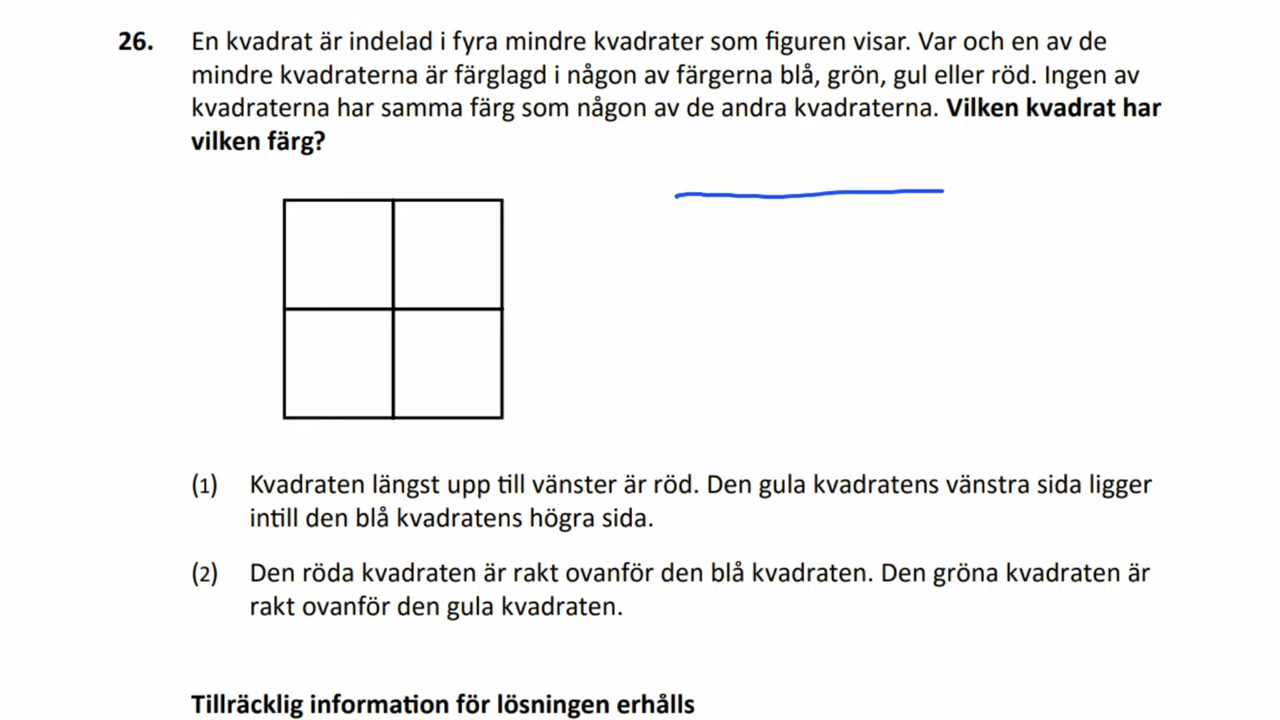 26. En kvadrat är indelad i fyra mindre kvadrater som figuren visar. Var och en av de
mindre kvadraterna är färglagd i någon av färgerna blå, grön, gul eller röd. Ingen av
kvadraterna har samma färg som någon av de andra kvadraterna. Vilken kvadrat har
vilken färg?
(1) Kvadraten längst upp till vänster är röd. Den gula kvadratens vänstra sida ligger
intill den blå kvadratens högra sida.
(2) Den röda kvadraten är rakt ovanför den blå kvadraten. Den gröna kvadraten är
rakt ovanför den gula kvadraten.
Tillräcklig information för lösningen erhålls